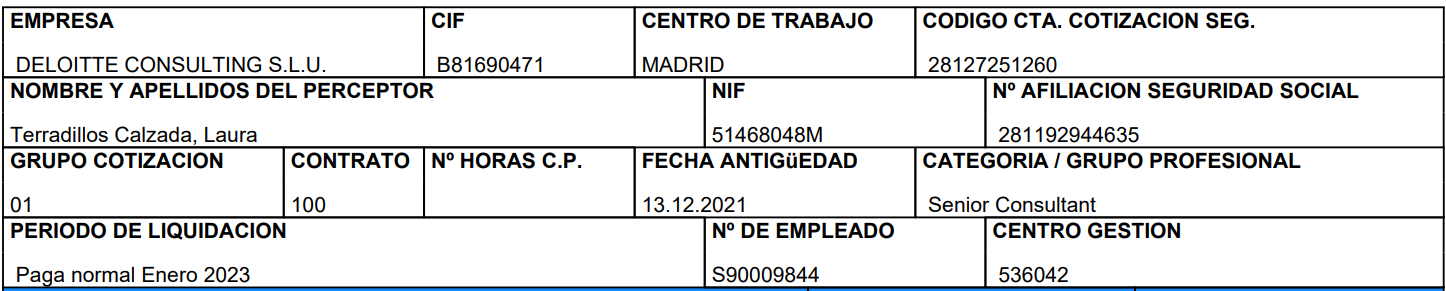 EMPRESA CIF CENTRO DE TRABAJO CODIGO CTA. COTIZACION SEG.
DELOITTE CONSULTING S.L.U. B81690471 MADRID 28127251260
NOMBRE Y APELLIDOS DEL PERCEPTOR NIF Nº AFILIACION SEGURIDAD SOCIAL
Terradillos Calzada, Laura 51468048M 281192944635
GRUPO COTIZACION CONTRATO Nº HORAS C.P. FECHA ANTIGüEDAD CATEGORIA / GRUPO PROFESIONAL
01 100 13.12.2021 Senior Consultant
PERIODO DE LIQUIDACION Nº DE EMPLEADO CENTRO GESTION
Paga normal Enero 2023 S90009844 536042